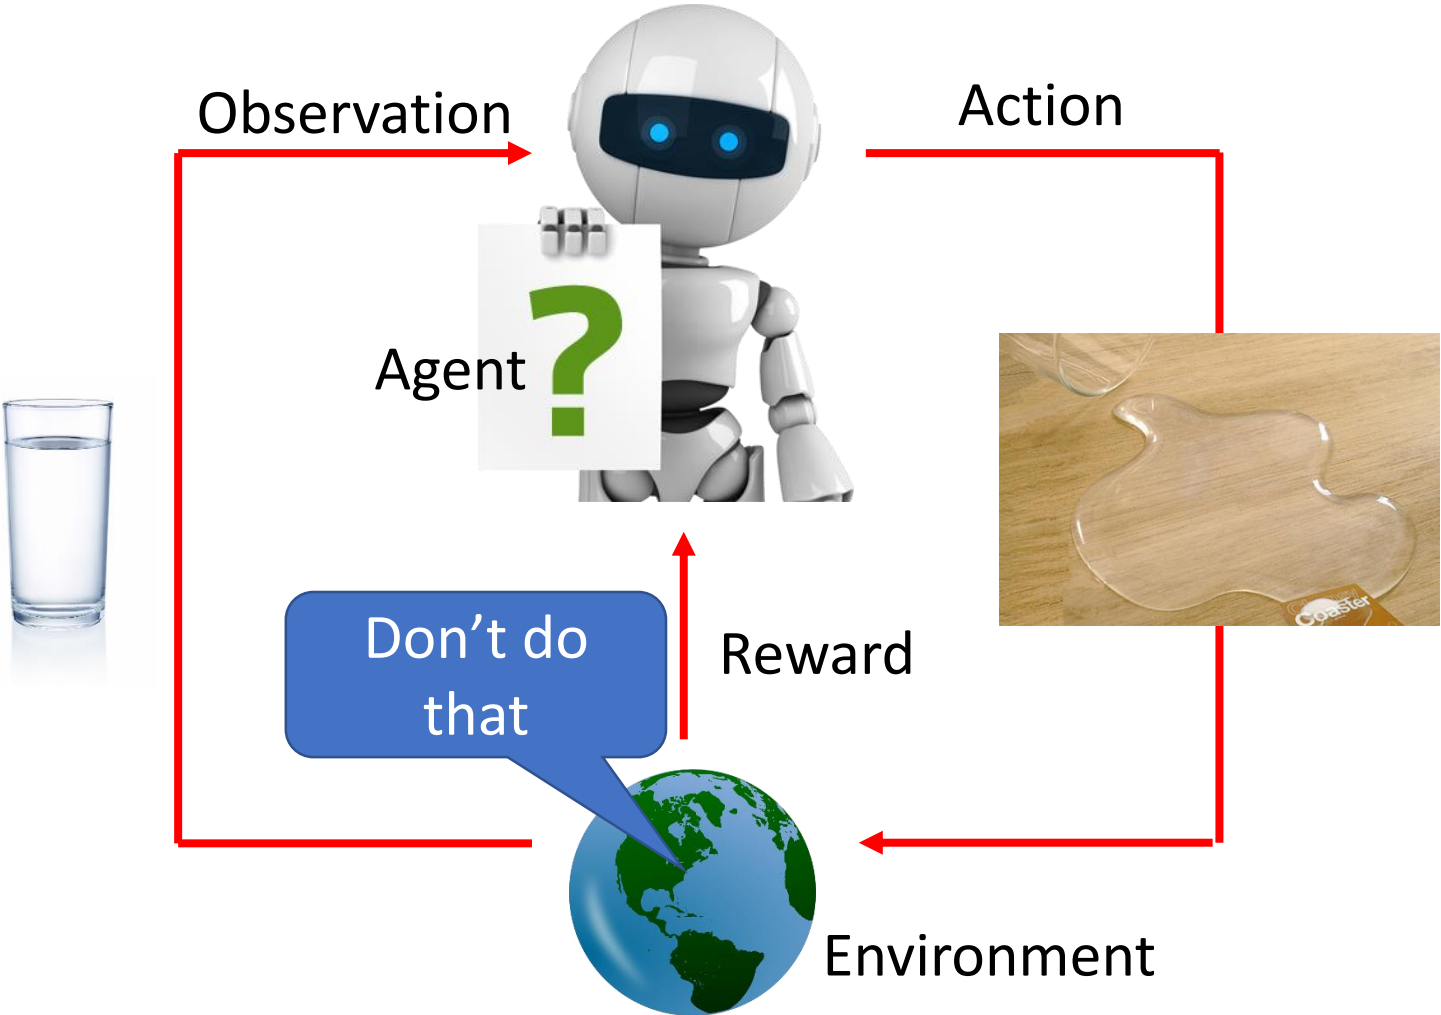 Observation
Action
?
Agent
Coaster
Don’t do
that
Reward
Environment